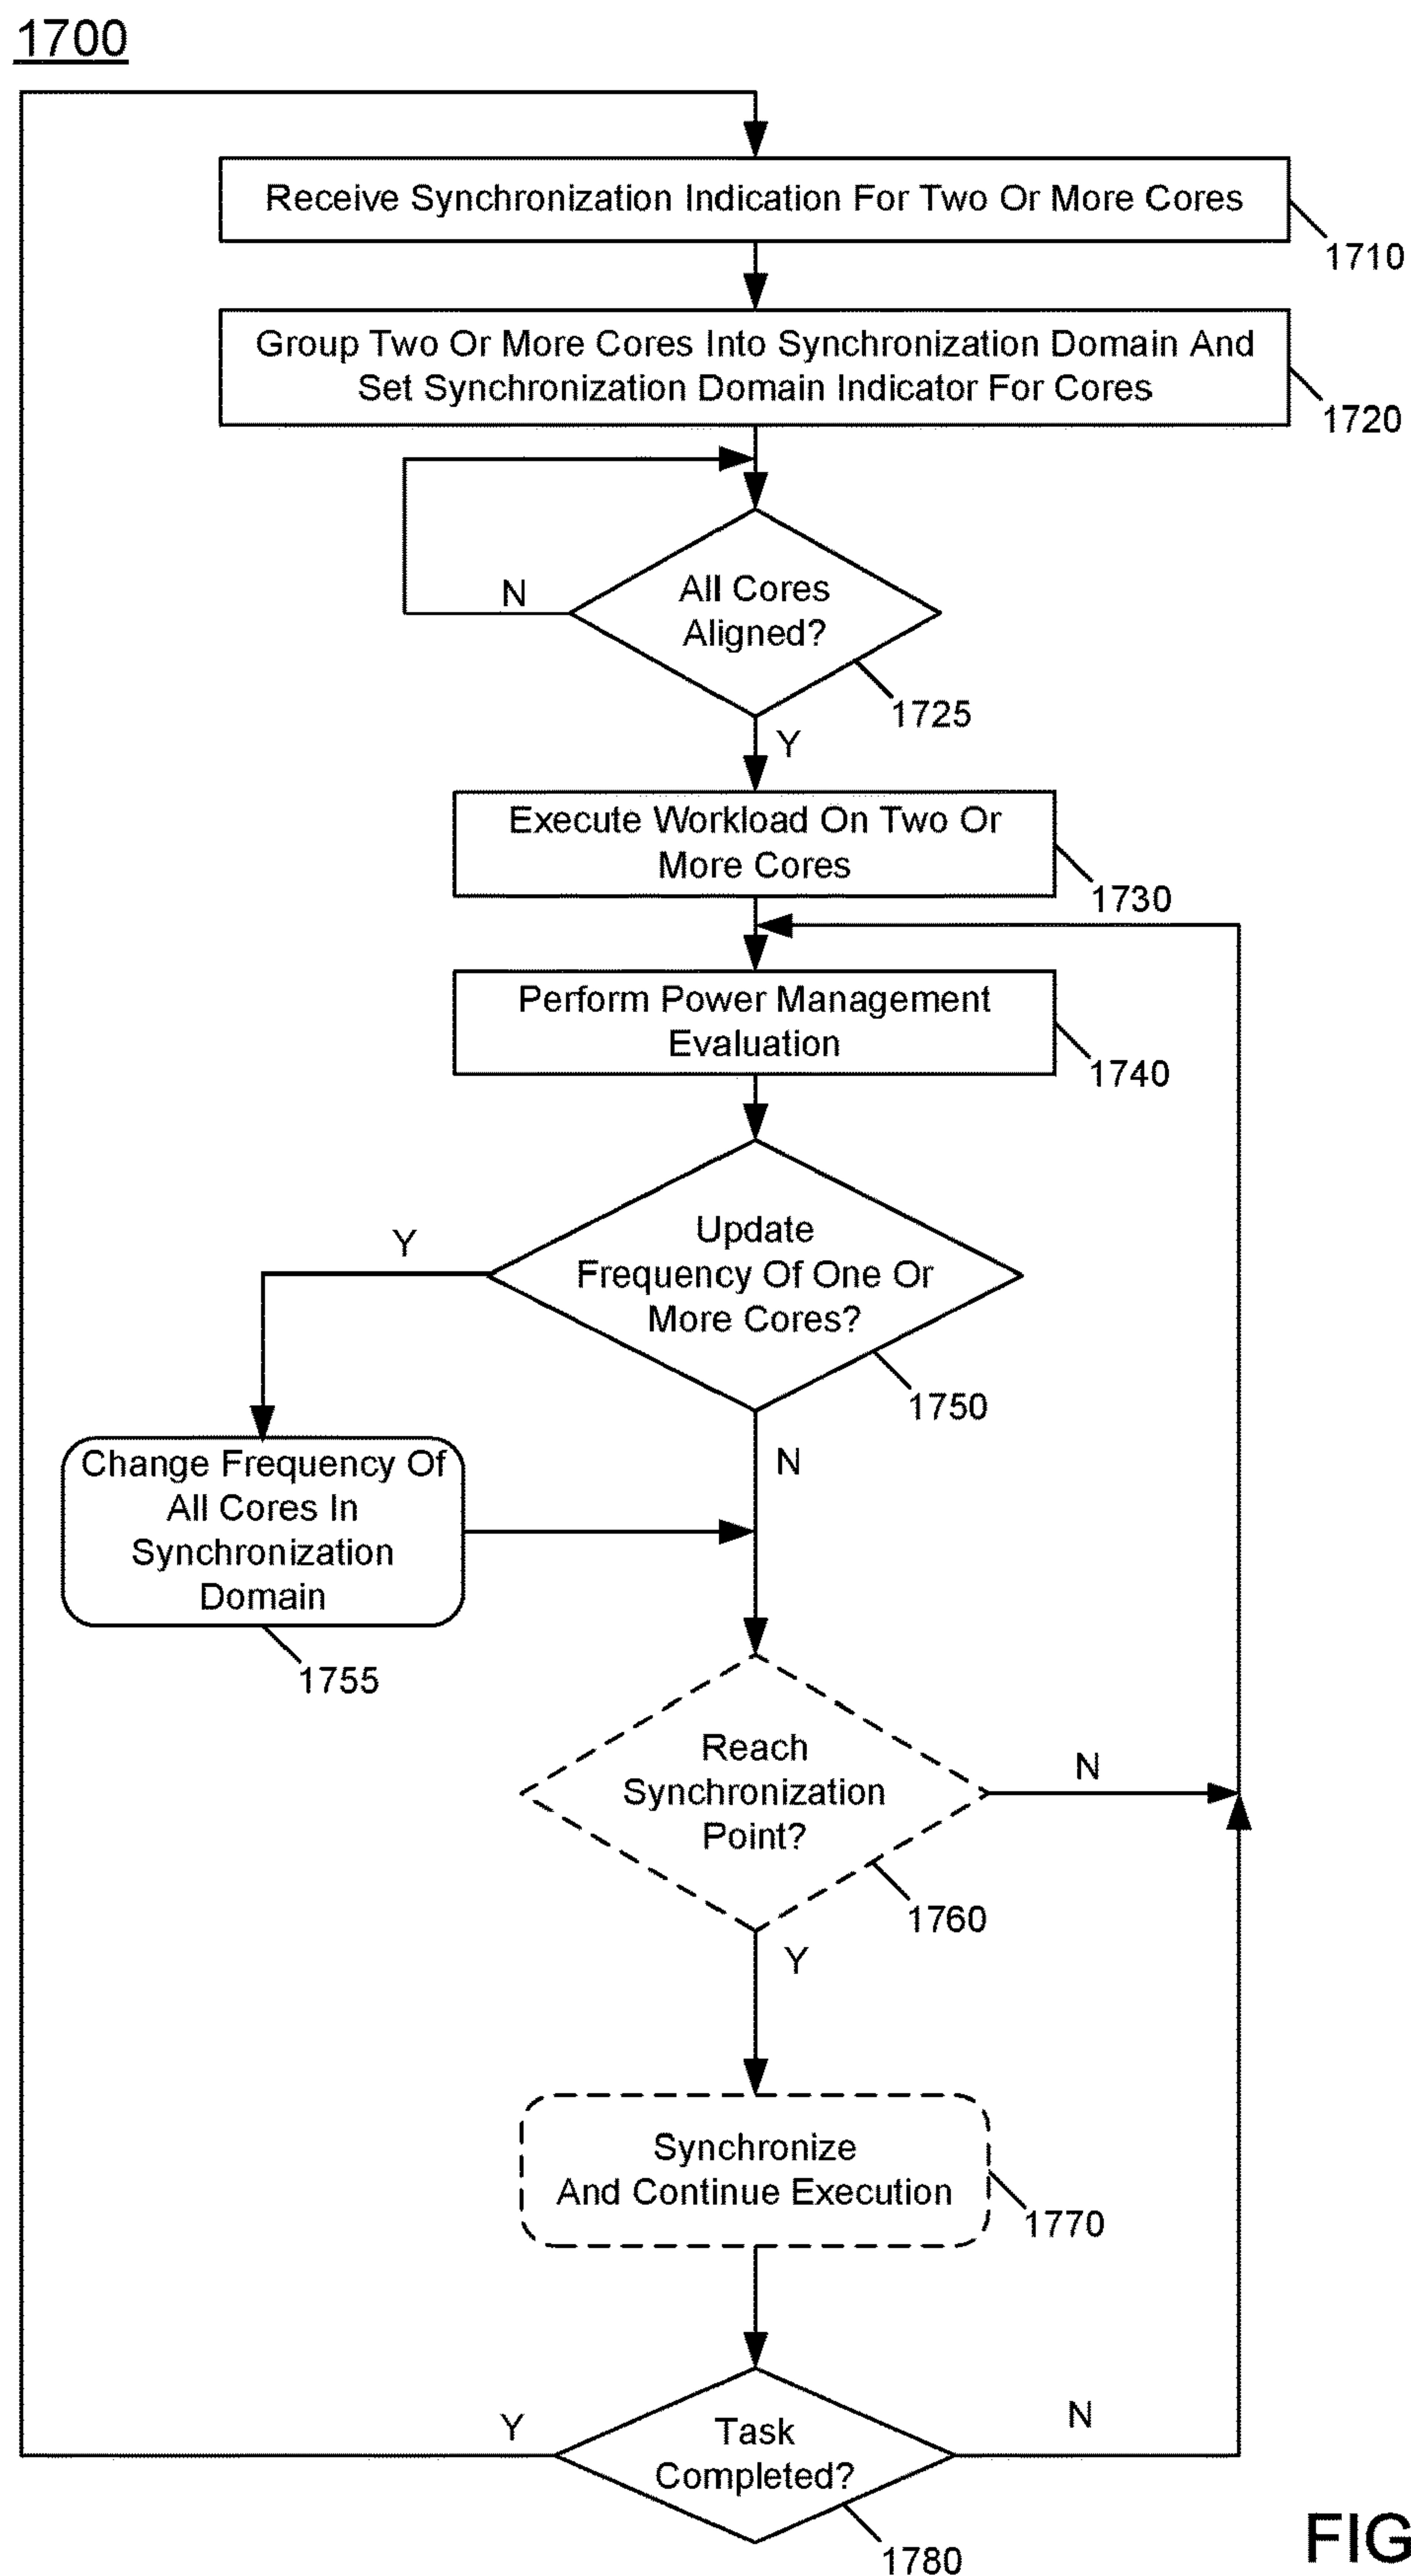 1700
Receive Synchronization Indication For Two Or More Cores
1710
Group Two Or More Cores Into Synchronization Domain And
Set Synchronization Domain Indicator For Cores
1720
All Cores
Aligned?
N
1725
Y
Execute Workload On Two Or
More Cores
1730
Perform Power Management
Evaluation
1740
Update
Frequency Of One Or
More Cores?
Y
1750
N
Change Frequency Of
All Cores In
Synchronization
Domain
1755
Reach
Synchronization
Point?
N
1760
Y
Synchronize
And Continue Execution
1770
Task
Completed?
Y
N
1780
FIG